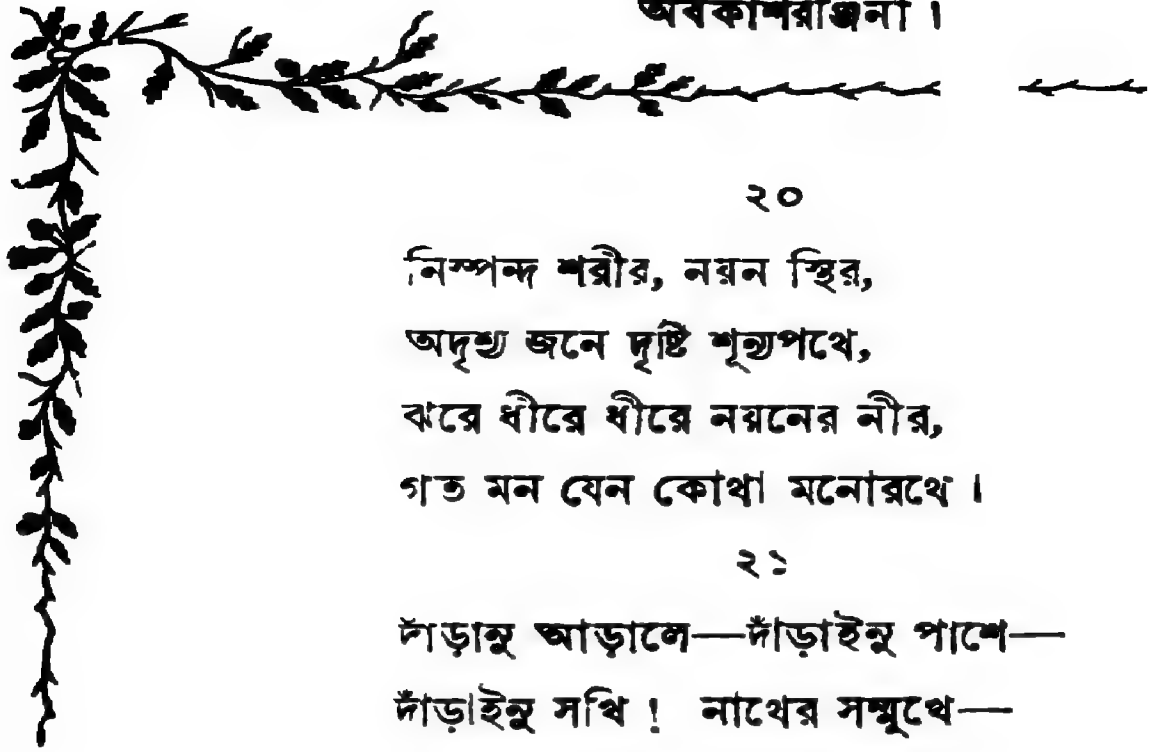 অবকাশরঞ্জিনী।
২০
নিস্পন্দ শরীর, নয়ন স্থির,
অদৃশ্য জনে দৃষ্টি শূন্যপথে,
ঝরে ধীরে ধীরে নয়নের নীর,
গত মন যেন কোথা মনোরথে।
২১
দাঁড়ানু আড়ালে—দাঁড়াইনু পাশে—
দাঁড়াইনু সখি! নাথের সম্মুখে—